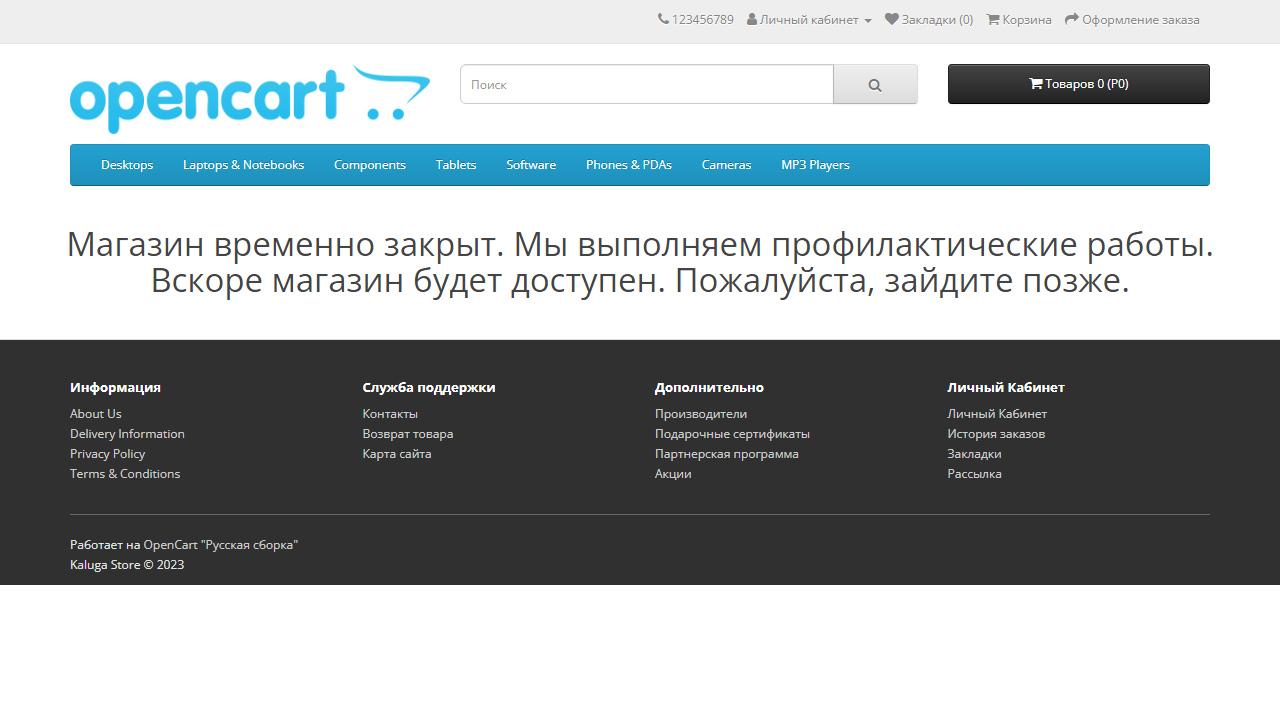 123456789 Личный кабинет Закладки (0) Корзина Оформление заказа
opencart
Поиск
Товаров 0 (Р0)
Desktops Laptops & Notebooks Components Tablets Software Phones & PDAs Cameras MP3 Players
Магазин временно закрыт. Мы выполняем профилактические работы.
Вскоре магазин будет доступен. Пожалуйста, зайдите позже.
Информация
About Us
Delivery Information
Privacy Policy
Terms & Conditions
Служба поддержки
Контакты
Возврат товара
Карта сайта
Дополнительно
Производители
Подарочные сертификаты
Партнерская программа
Акции
Личный Кабинет
Личный Кабинет
История заказов
Закладки
Рассылка
Работает на OpenCart "Русская сборка"
Kaluga Store © 2023